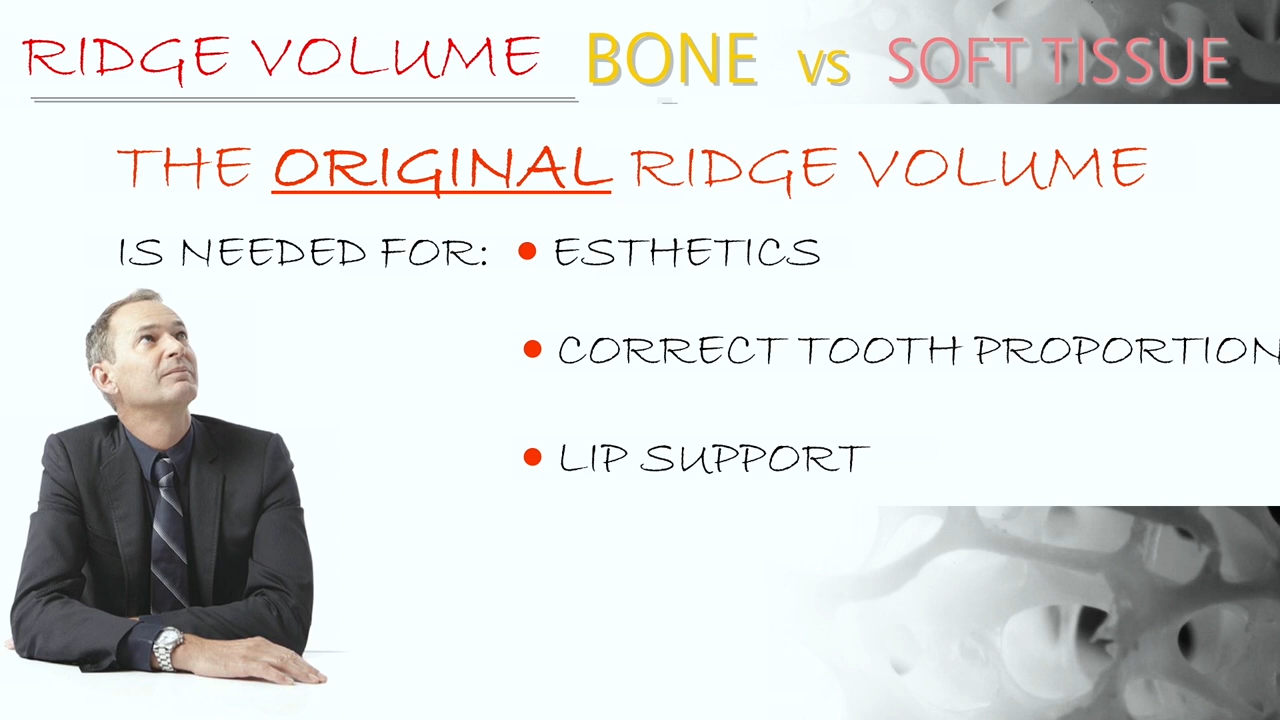 RIDGE VOLUME BONE vs SOFT TISSUE
THE ORIGINAL RIDGE VOLUME
IS NEEDED FOR: • ESTHETICS
• CORRECT TOOTH PROPORTION
• LIP SUPPORT